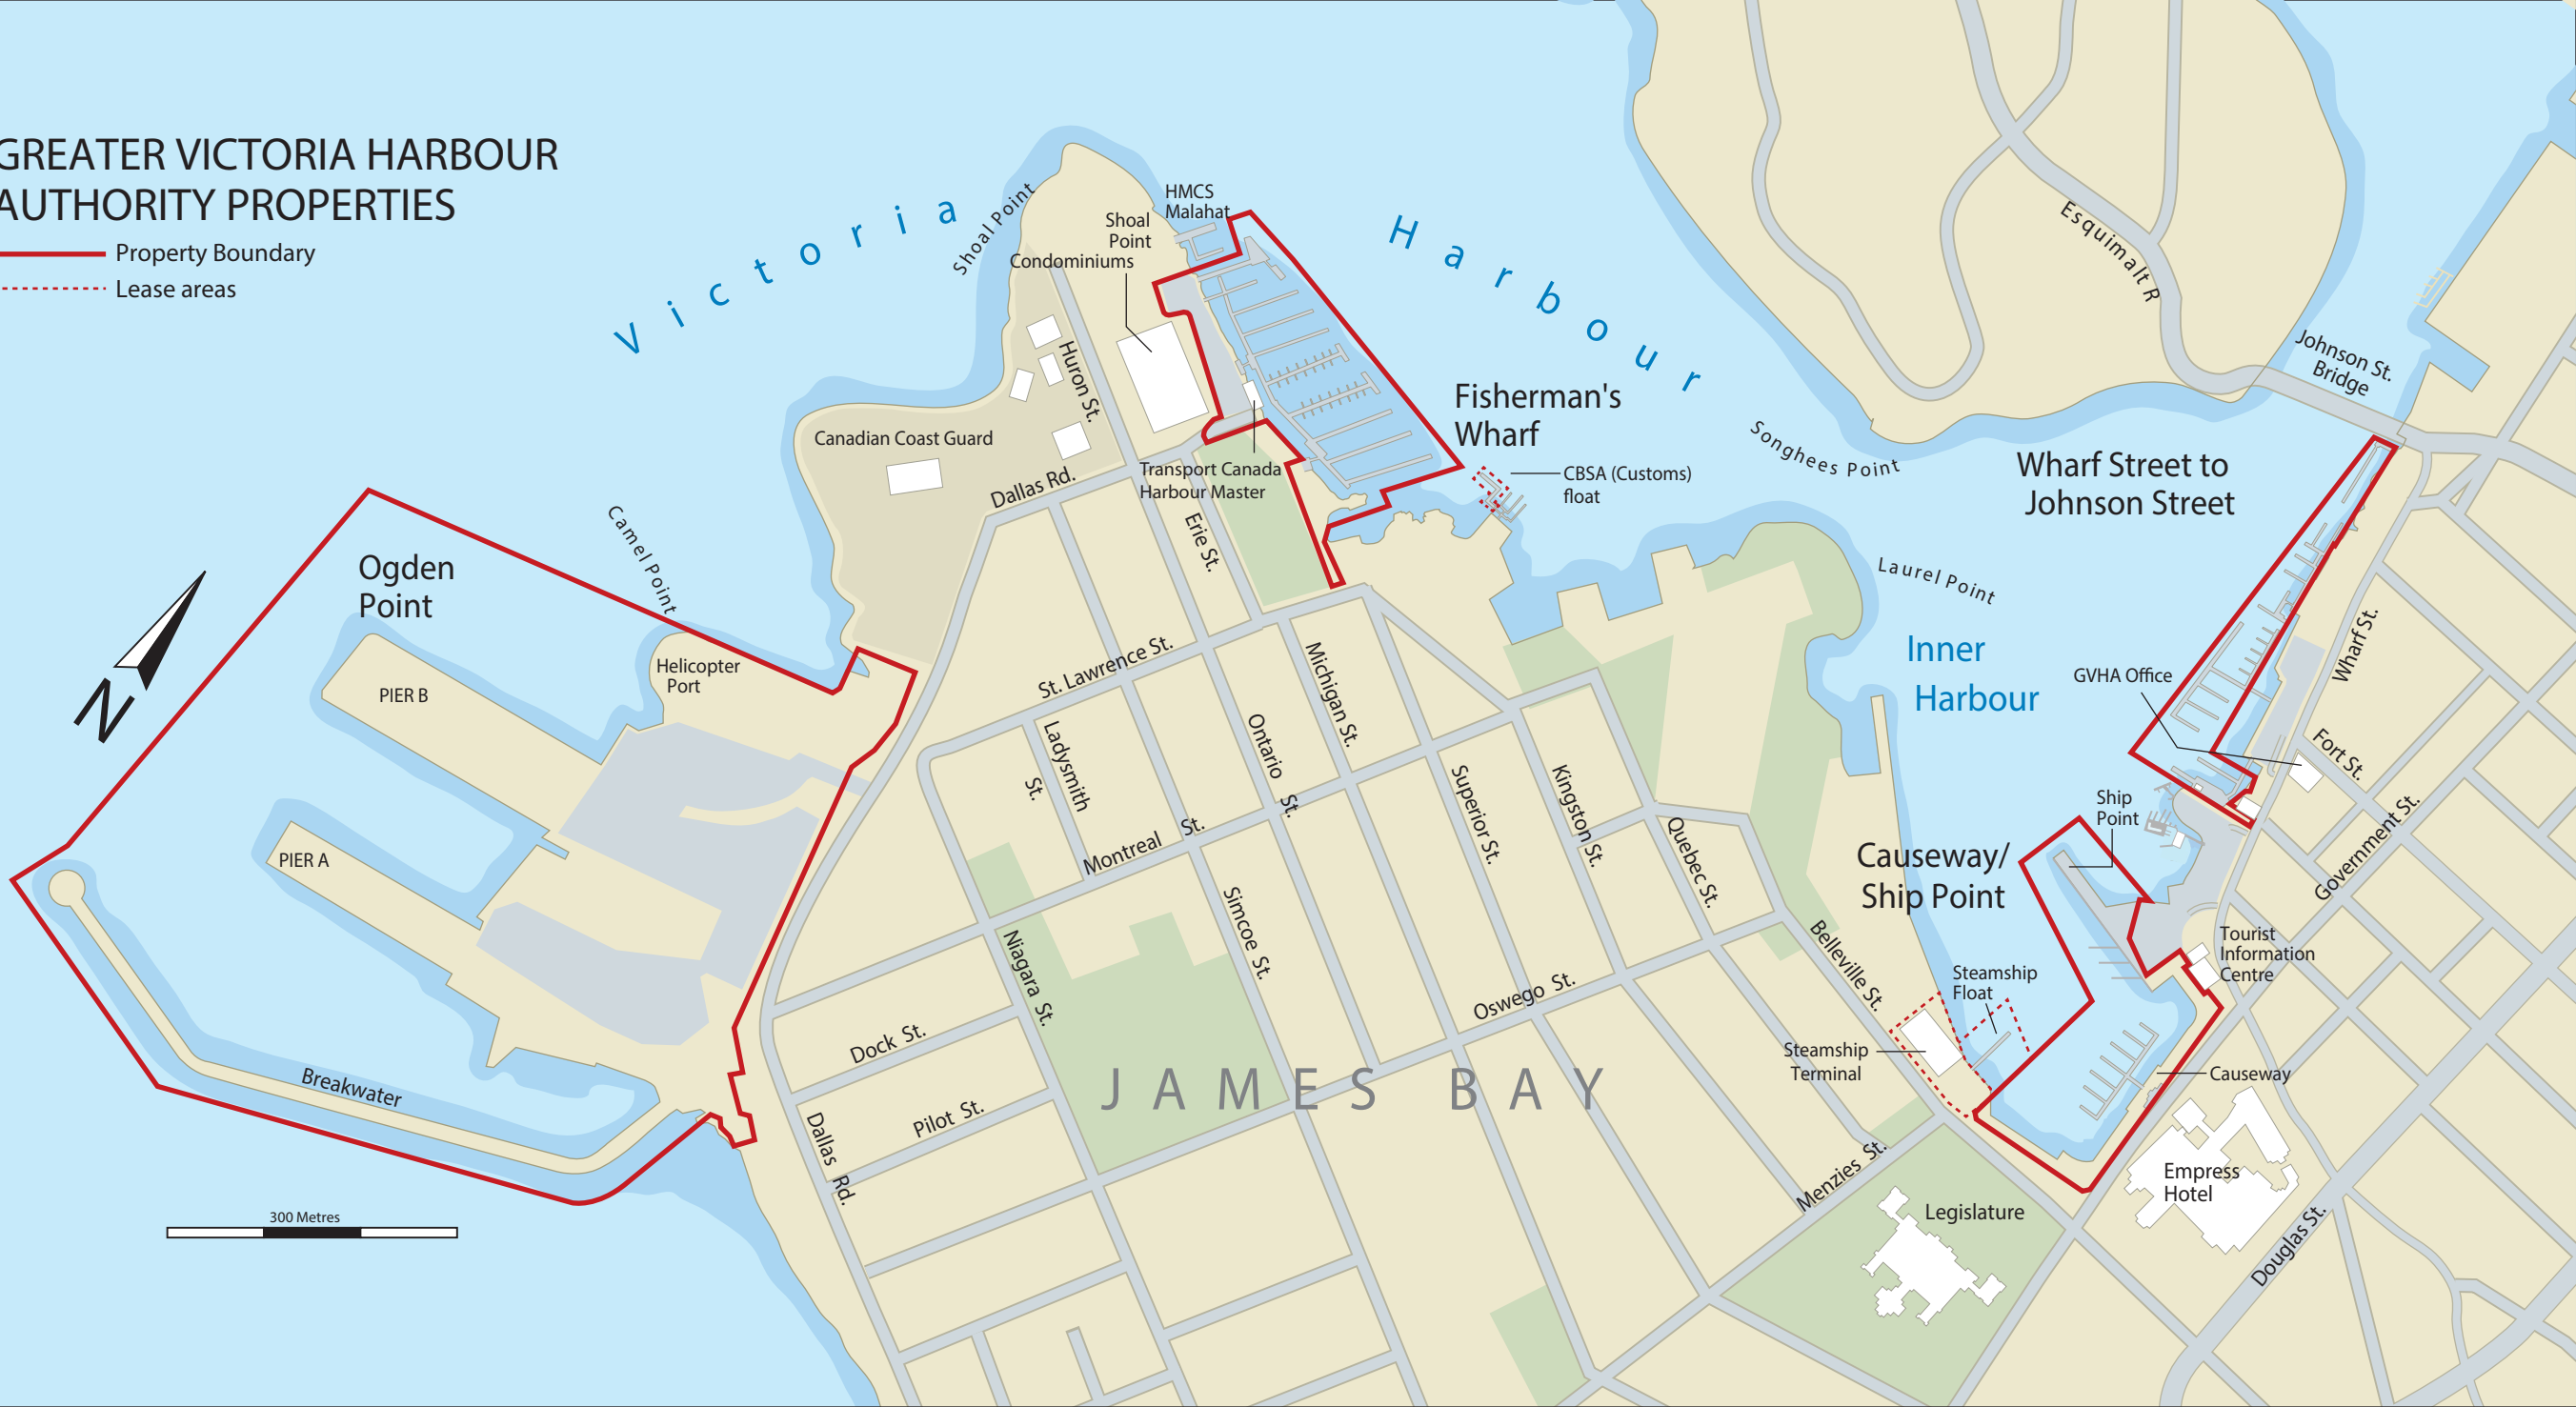 GREATER VICTORIA HARBOUR
AUTHORITY PROPERTIES
Property Boundary
Lease areas
Victoria
Harbour
Shoal Point
HMCS
Malahat
Shoal
Point
Condominiums
Huron St.
Canadian Coast Guard
Dallas Rd.
Transport Canada
Harbour Master
Erie St.
Fisherman's
Wharf
CBSA (Customs)
float
Songhees Point
Esquimalt R
Johnson St.
Bridge
Wharf Street to
Johnson Street
Laurel Point
Inner
Harbour
GVHA Office
Wharf St.
Fort St.
Government St.
Ship
Point
Causeway/
Ship Point
Tourist
Information
Centre
Steamship
Float
Steamship
Terminal
Causeway
Empress
Hotel
Legislature
Douglas St.
Belleville St.
Menzies St.
Ogden
Point
Camel Point
Helicopter
Port
PIER B
PIER A
N
Breakwater
300 Metres
St. Lawrence St.
Ladysmith
St.
Ontario St.
Michigan St.
Superior St.
Kingston St.
Quebec St.
Montreal St.
Simcoe St.
Niagara St.
Oswego St.
Dock St.
Pilot St.
Dallas Rd.
JAMES BAY